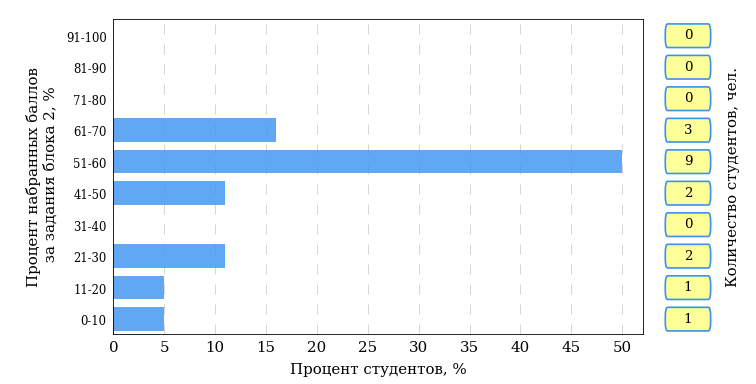 Процент набранных баллов
за задания блока 2, %
91-100 0
81-90 0
71-80 0
61-70 3
51-60 9
41-50 2
31-40 0
21-30 2
11-20 1
0-10 1
0 5 10 15 20 25 30 35 40 45 50
Процент студентов, %
Количество студентов, чел.